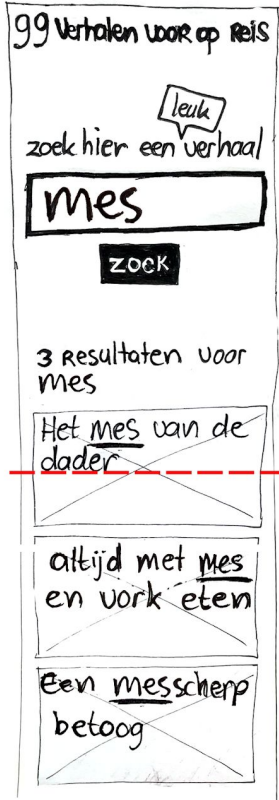 99 Verhalen voor op Reis
leuk
zoek hier een verhaal
mes
zoek
3 Resultaten voor
mes
Het mes van de
dader
altijd met mes
en vork eten
Een messcherp
betoog